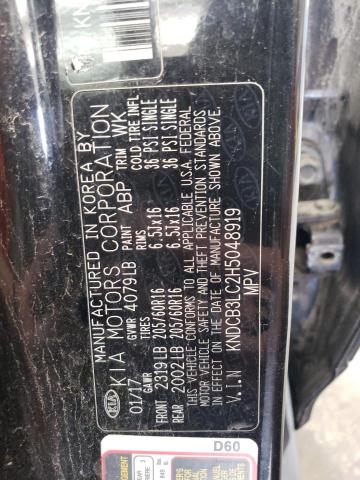 MANUFACTURED IN KOREA BY
KIA KIA MOTORS CORPORATION
01/17 GVWR 4079LB PAINT ABP TRIM WK
GAWR TIRES RIMS COLD TIRE INFL
FRONT 2319LB 205/60R16 6.5JX16 36 PSI SINGLE
REAR 2002LB 205/60R16 6.5JX16 36 PSI SINGLE
THIS VEHICLE CONFORMS TO ALL APPLICABLE U.S.A. FEDERAL
MOTOR VEHICLE SAFETY AND THEFT PREVENTION STANDARDS
IN EFFECT ON THE DATE OF MANUFACTURE SHOWN ABOVE.
V.I.N KNDCB3LC2H5048919
MPV
D60